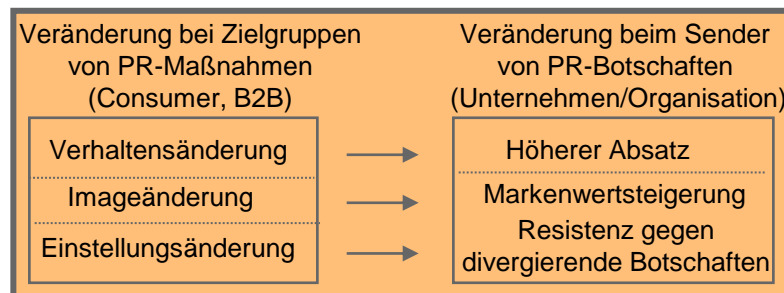 Veränderung bei Zielgruppen
von PR-Maßnahmen
(Consumer, B2B)
Veränderung beim Sender
von PR-Botschaften
(Unternehmen/Organisation)
Verhaltensänderung
Höherer Absatz
Imageänderung
Markenwertsteigerung
Einstellungsänderung
Resistenz gegen
divergierende Botschaften